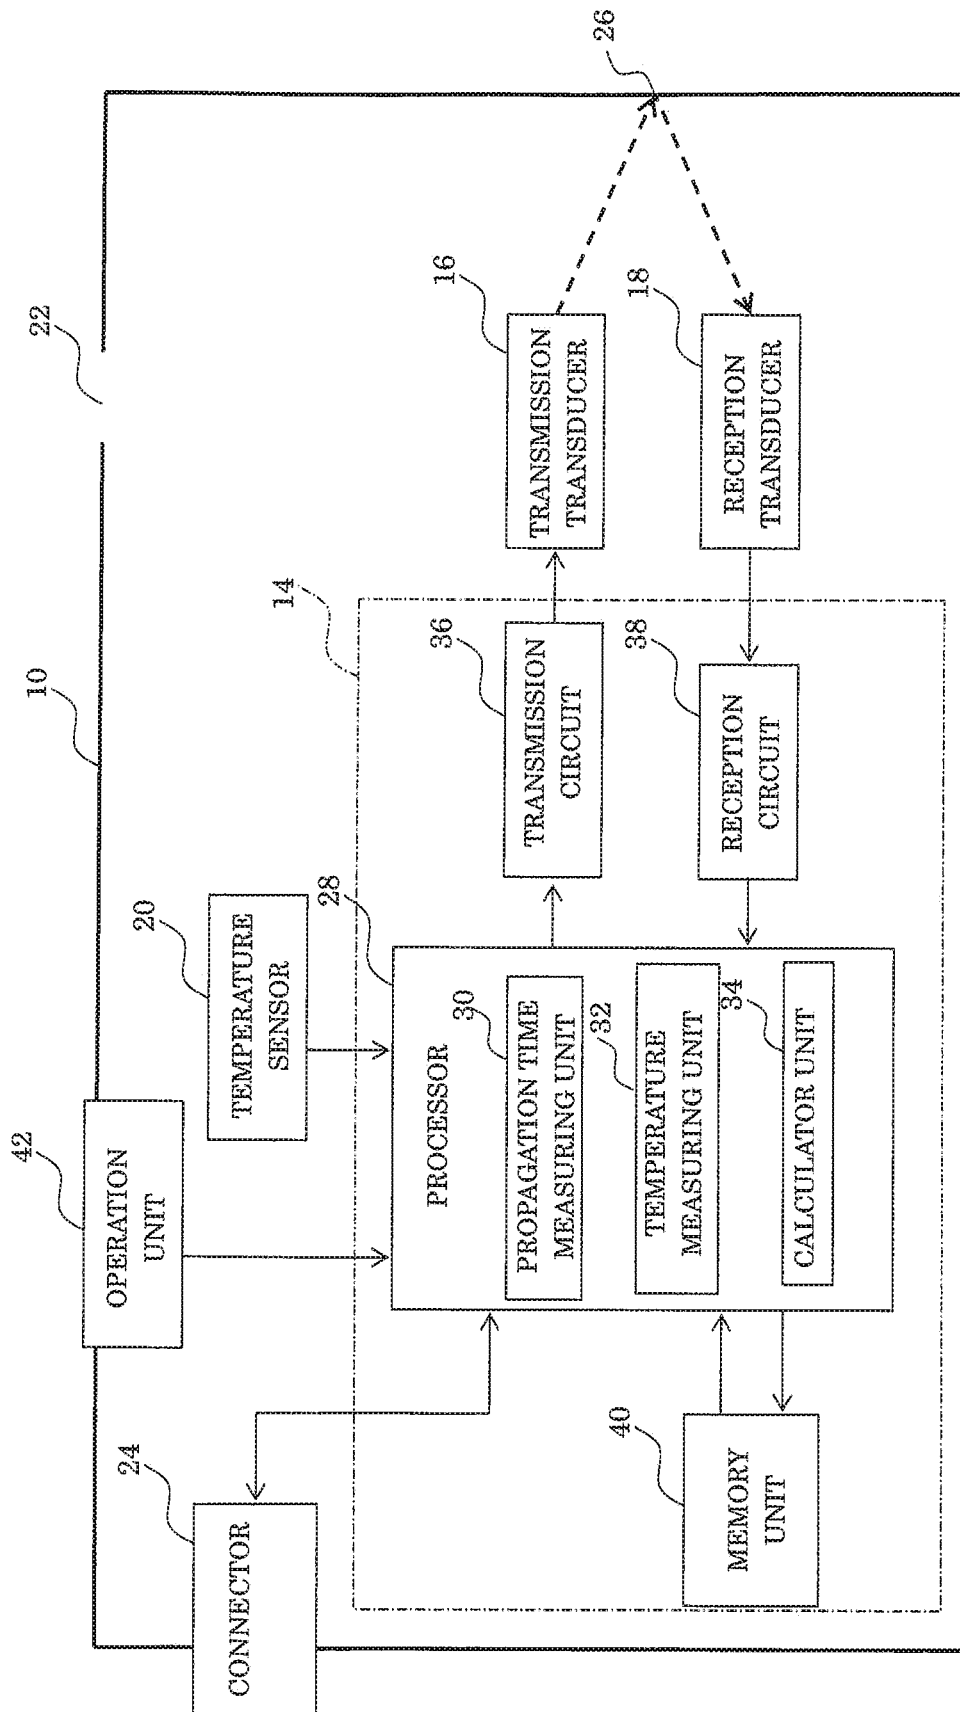 42
10
22
OPERATION
UNIT
24
CONNECTOR
20
TEMPERATURE
SENSOR
14
28
PROCESSOR
30
PROPAGATION TIME
MEASURING UNIT
36
TRANSMISSION
CIRCUIT
16
TRANSMISSION
TRANSDUCER
26
32
TEMPERATURE
MEASURING UNIT
40
MEMORY
UNIT
34
CALCULATOR UNIT
38
RECEPTION
CIRCUIT
18
RECEPTION
TRANSDUCER